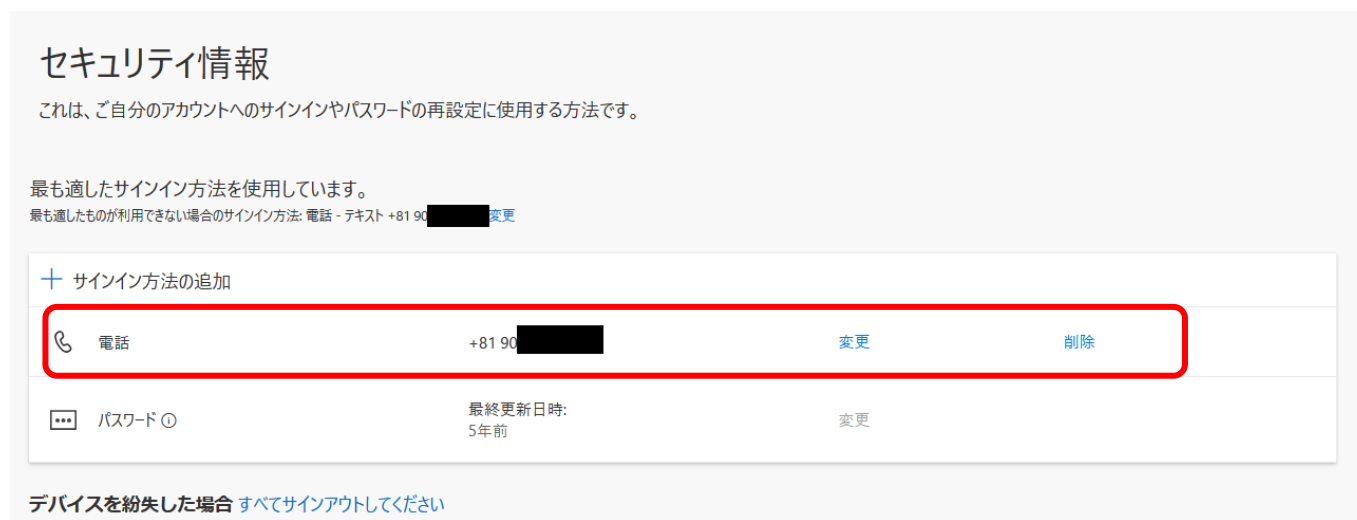 セキュリティ情報
これは、ご自分のアカウントへのサインインやパスワードの再設定に使用する方法です。
最も適したサインイン方法を使用しています。
最も適したものが利用できない場合のサインイン方法: 電話 - テキスト +81 90 変更
サインイン方法の追加
電話 +81 90 変更 削除
パスワード 最終更新日時: 変更
5年前
デバイスを紛失した場合 すべてサインアウトしてください